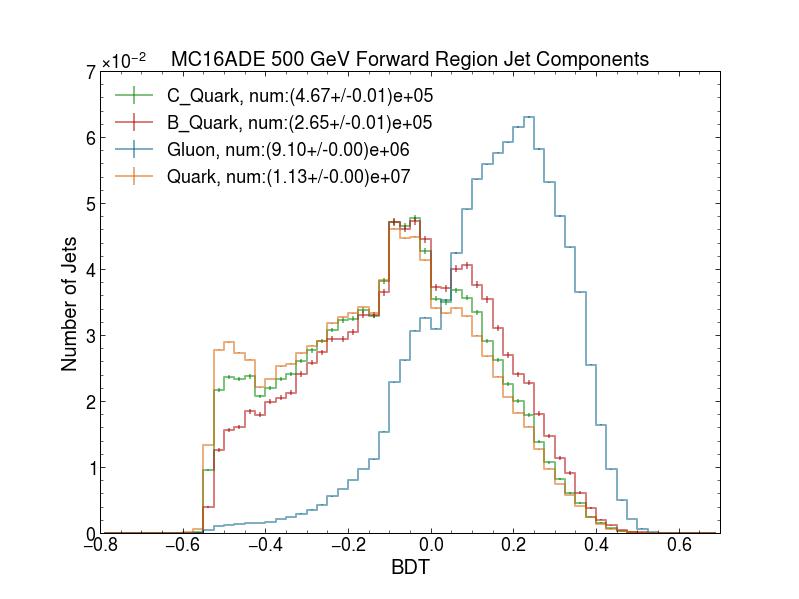 ×10⁻² MC16ADE 500 GeV Forward Region Jet Components
C_Quark, num:(4.67+/-0.01)e+05
B_Quark, num:(2.65+/-0.01)e+05
Gluon, num:(9.10+/-0.00)e+06
Quark, num:(1.13+/-0.00)e+07
Number of Jets
7
6
5
4
3
2
1
0
−0.8 −0.6 −0.4 −0.2 0.0 0.2 0.4 0.6
BDT